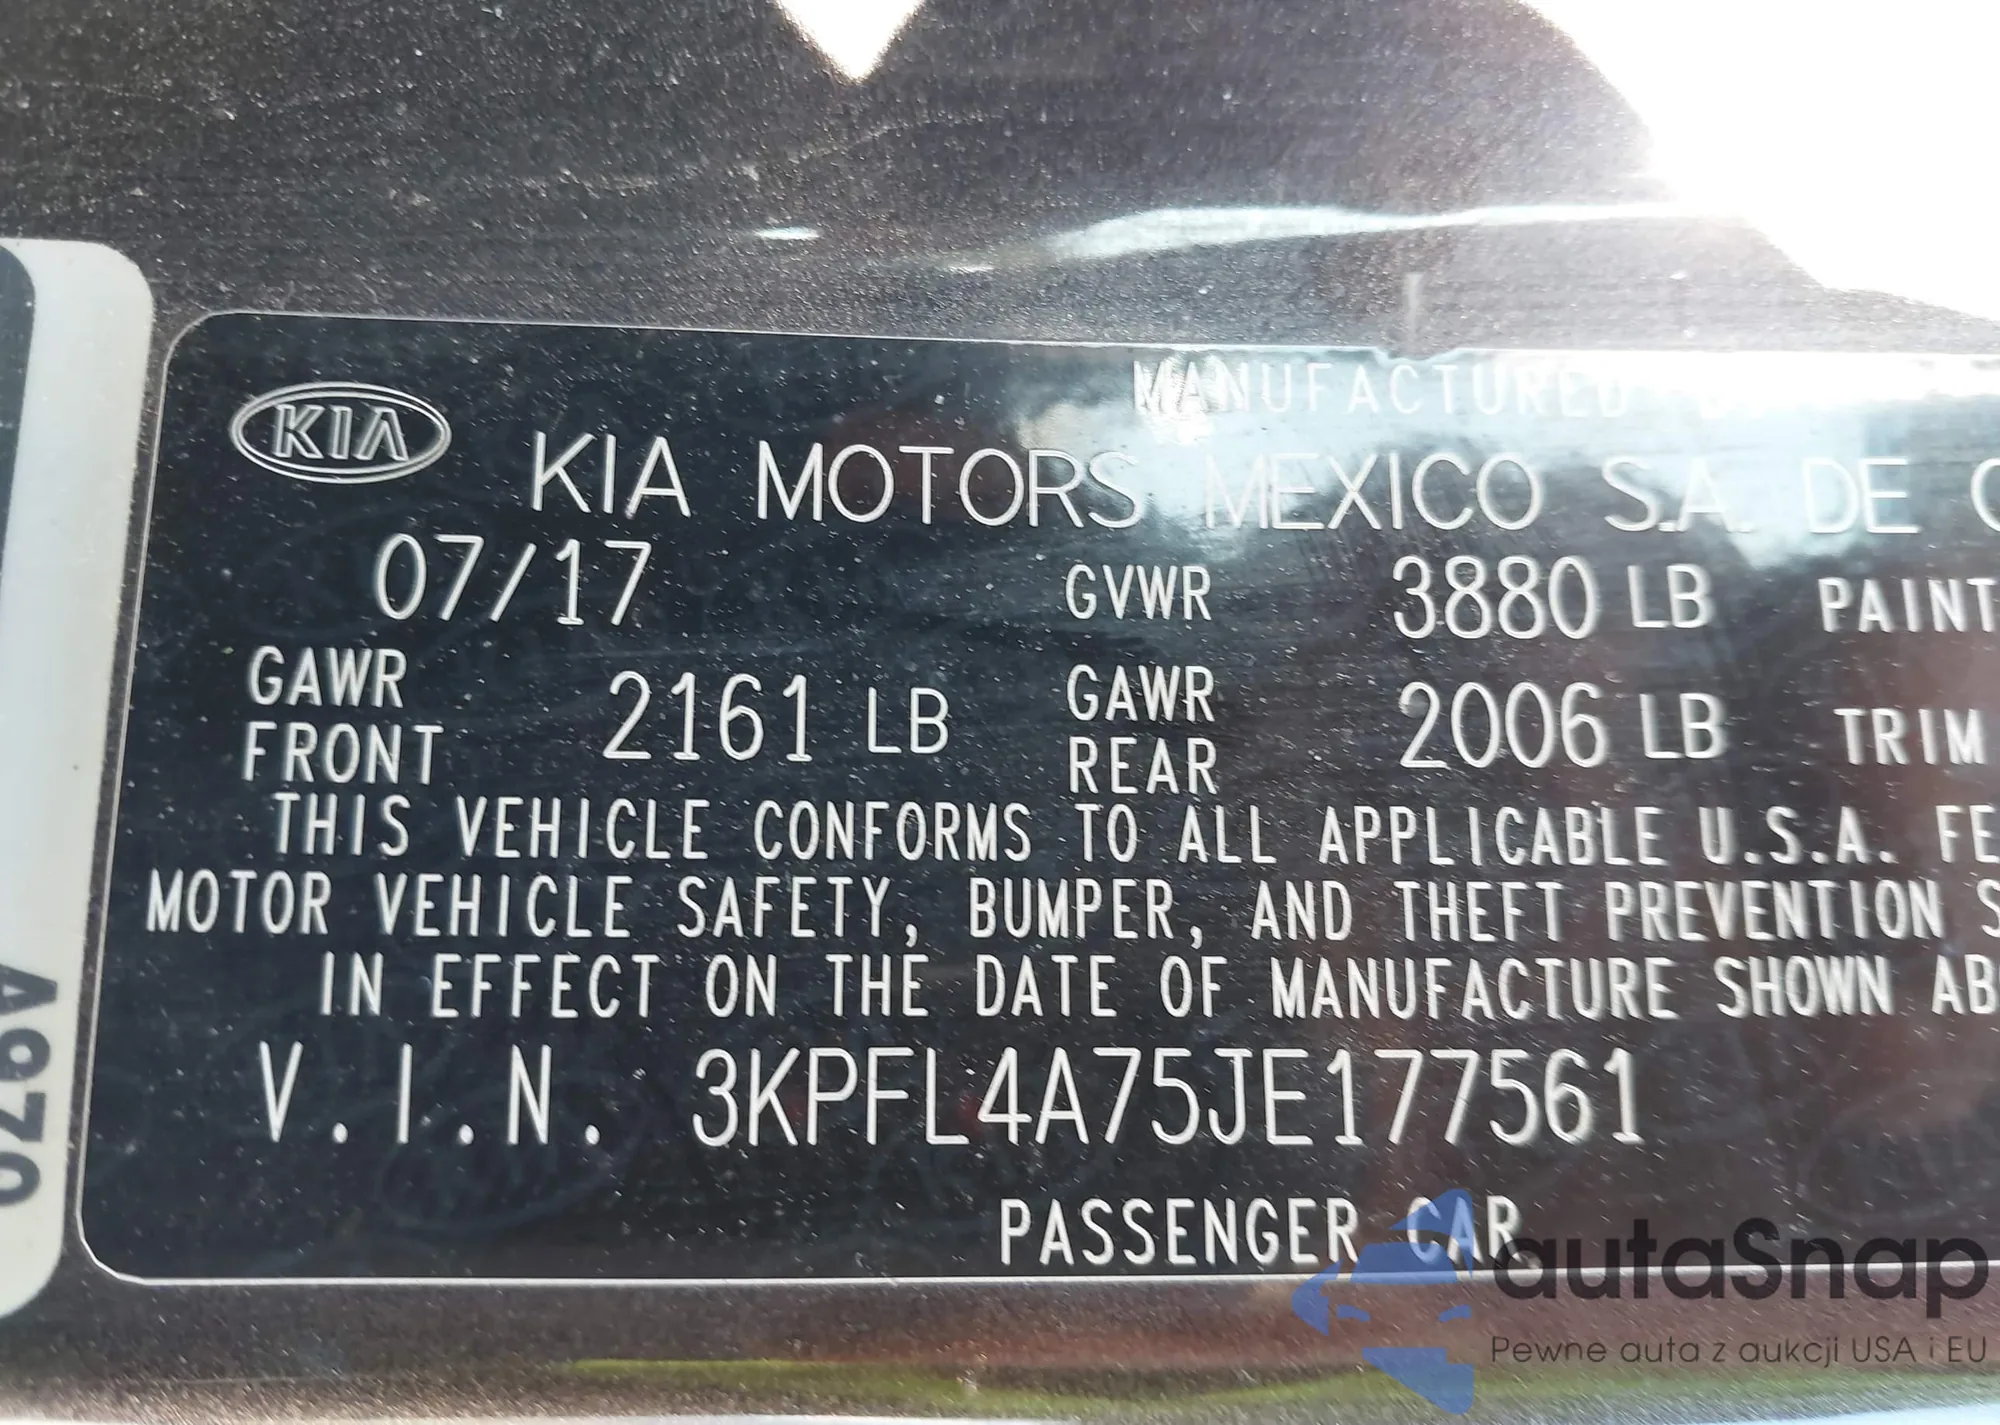 MANUFACTURED
KIA KIA MOTORS MEXICO S.A. DE
07/17 GVWR 3880 LB PAINT
GAWR FRONT 2161 LB GAWR REAR 2006 LB TRIM
THIS VEHICLE CONFORMS TO ALL APPLICABLE U.S.A. FE
MOTOR VEHICLE SAFETY, BUMPER, AND THEFT PREVENTION S
IN EFFECT ON THE DATE OF MANUFACTURE SHOWN AB
V.I.N. 3KPFL4A75JE177561
PASSENGER CAR
autaSnap
Pewne auta z aukcji USA i EU